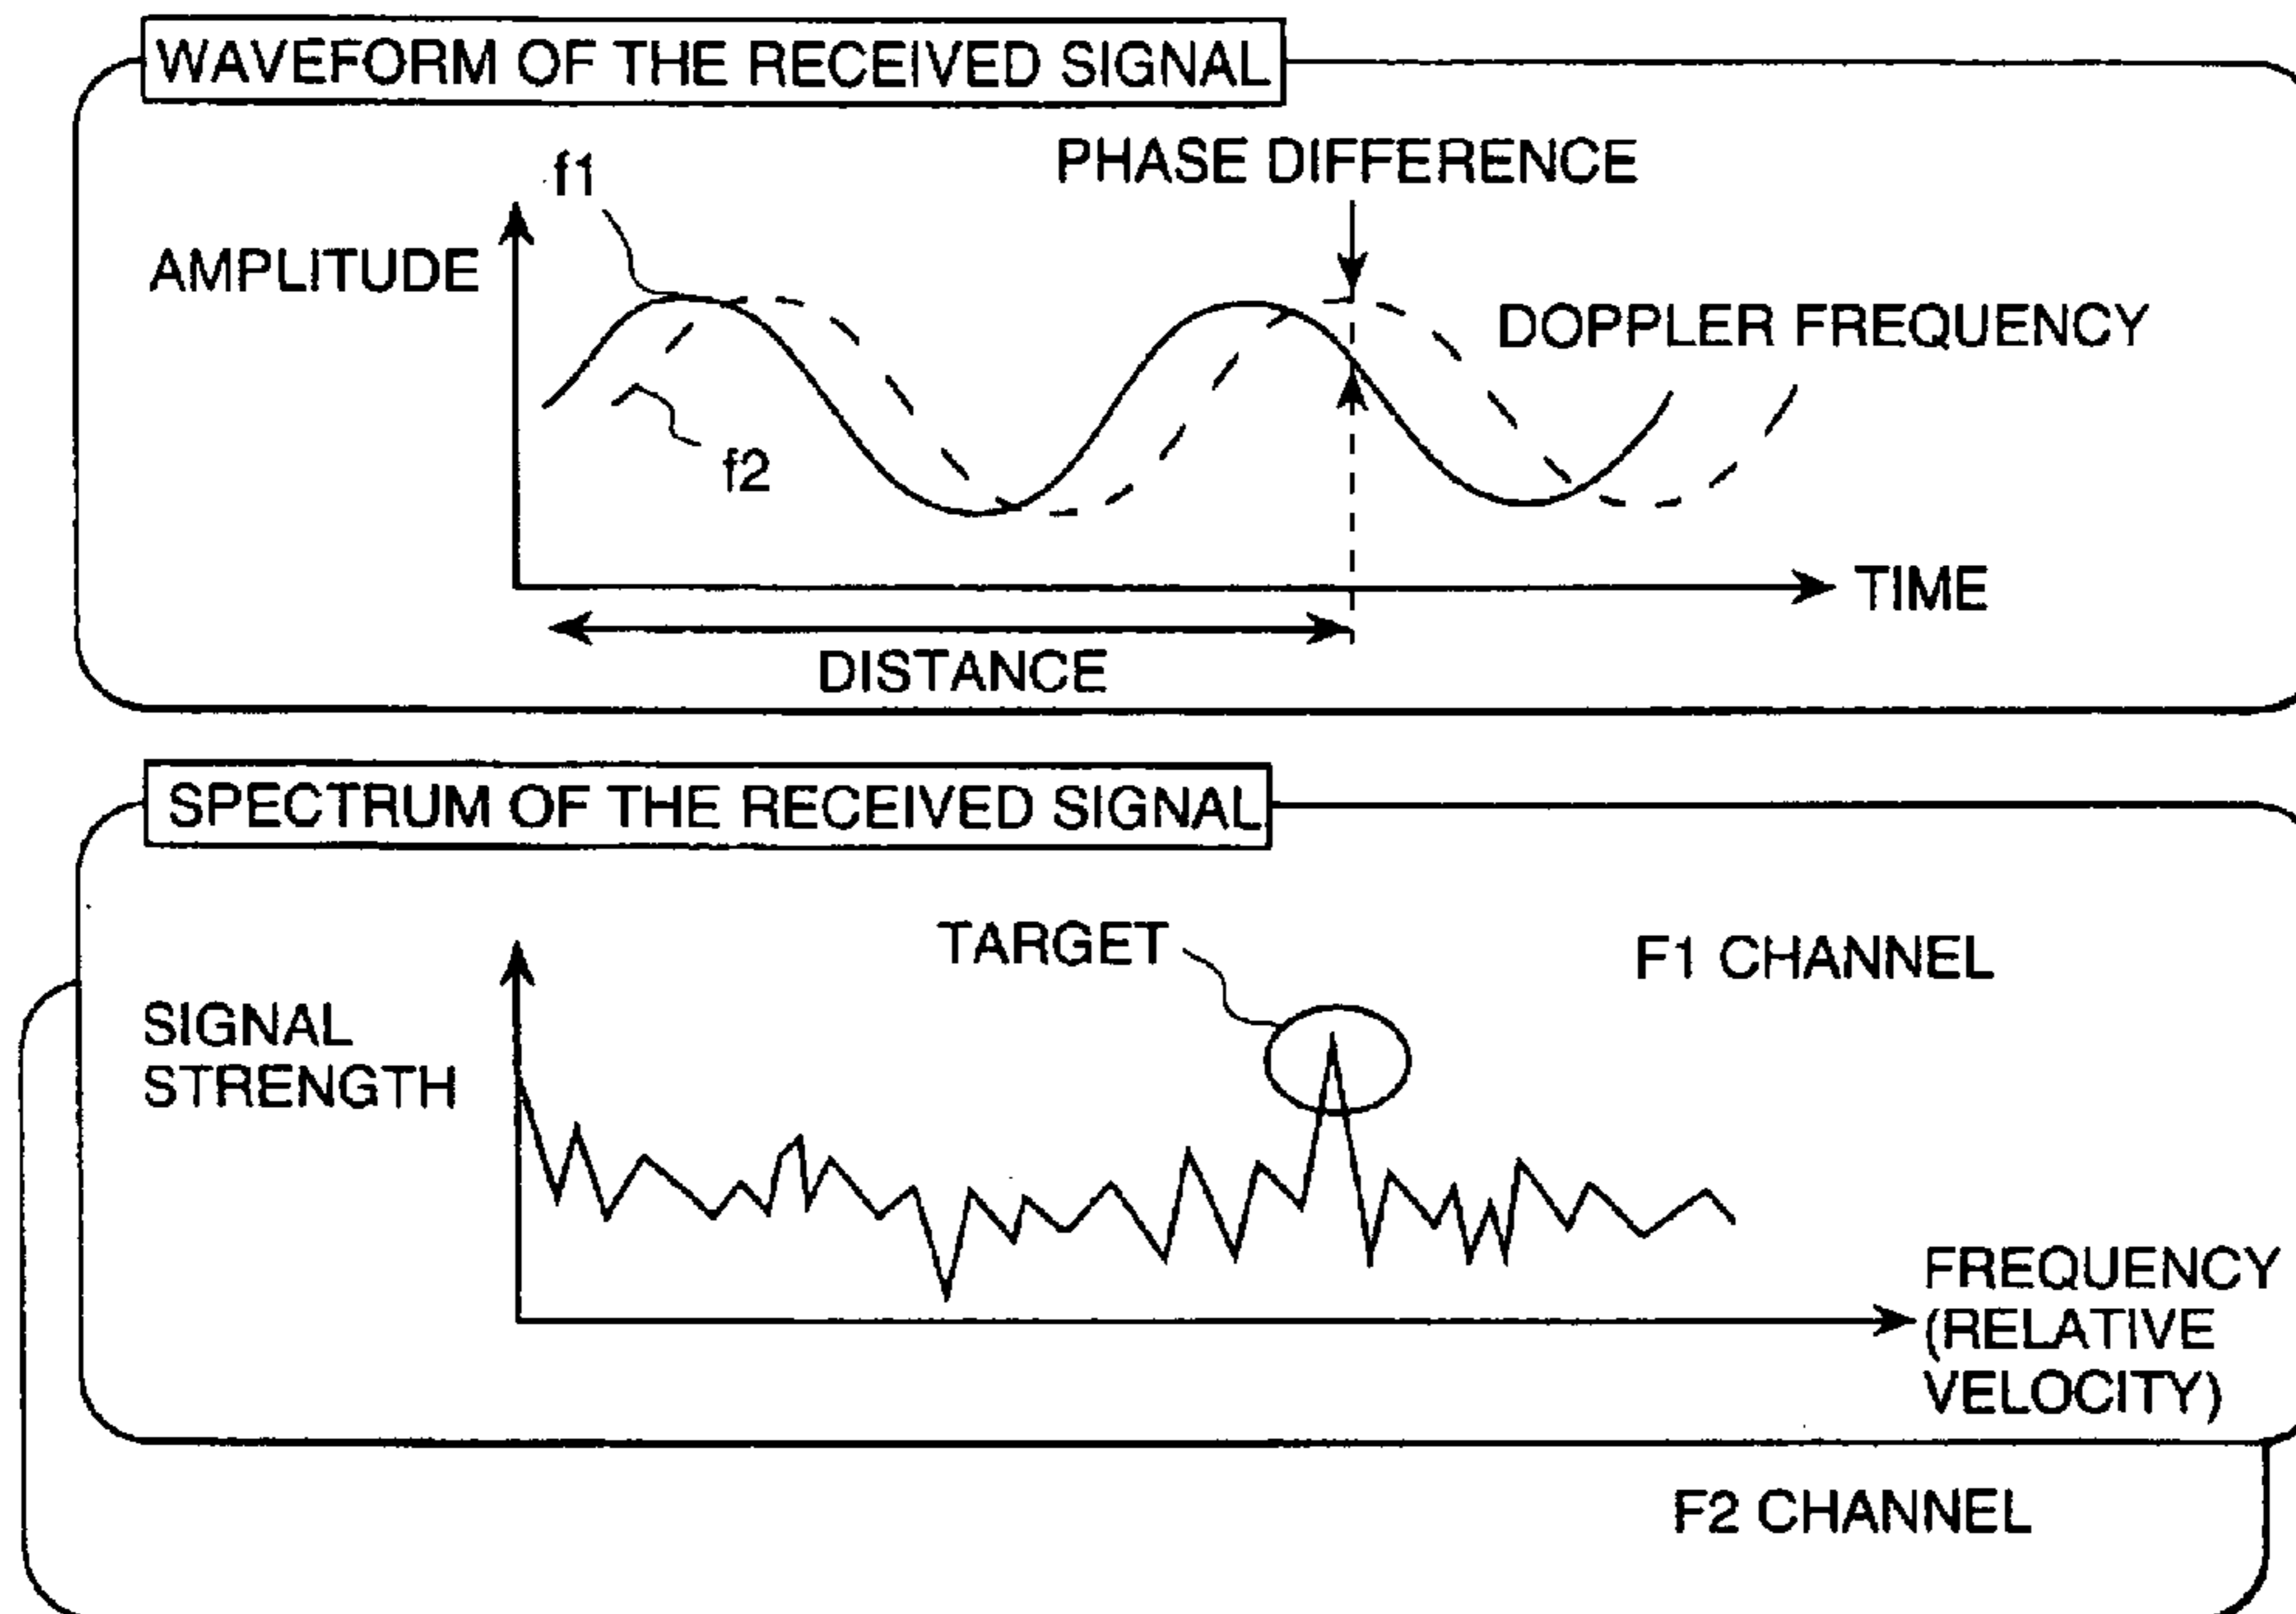 WAVEFORM OF THE RECEIVED SIGNAL
f1
PHASE DIFFERENCE
AMPLITUDE
DOPPLER FREQUENCY
f2
TIME
DISTANCE
SPECTRUM OF THE RECEIVED SIGNAL
TARGET
F1 CHANNEL
SIGNAL
STRENGTH
FREQUENCY
(RELATIVE
VELOCITY)
F2 CHANNEL